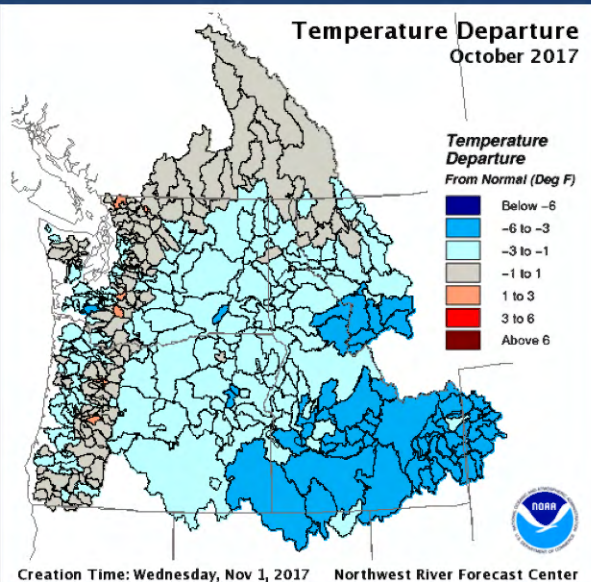 Temperature Departure
October 2017
Temperature
Departure
From Normal (Deg F)
Below -6
-6 to -3
-3 to -1
-1 to 1
1 to 3
3 to 6
Above 6
NOAA
Creation Time: Wednesday, Nov 1, 2017 Northwest River Forecast Center